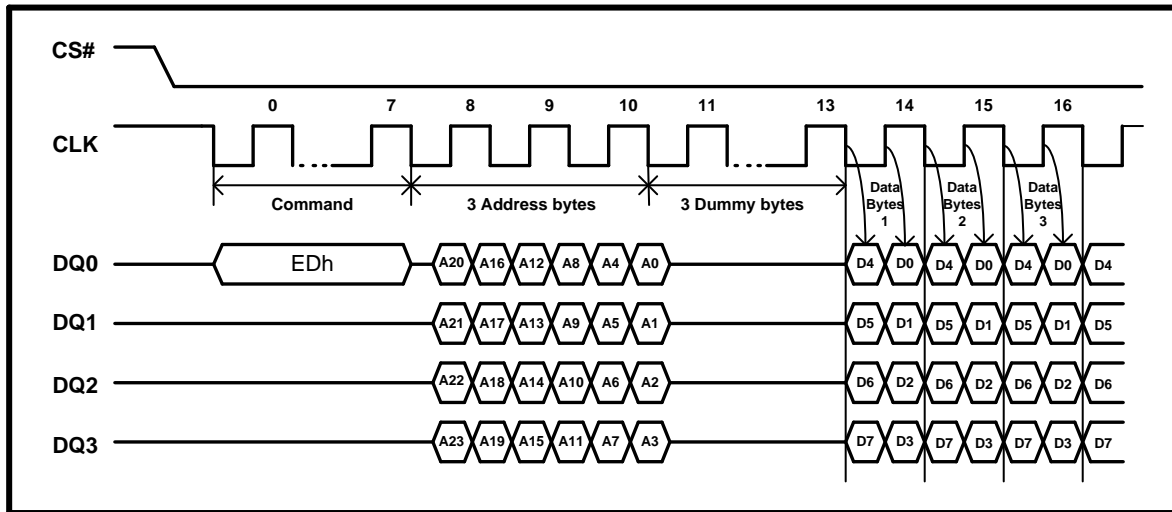 CS#
0 7 8 9 10 11 13 14 15 16
CLK
Command 3 Address bytes 3 Dummy bytes
Data Bytes 1
Data Bytes 2
Data Bytes 3
DQ0 EDh A20 A16 A12 A8 A4 A0 D4 D0 D4 D0 D4 D0 D4
DQ1 A21 A17 A13 A9 A5 A1 D5 D1 D5 D1 D5 D1 D5
DQ2 A22 A18 A14 A10 A6 A2 D6 D2 D6 D2 D6 D2 D6
DQ3 A23 A19 A15 A11 A7 A3 D7 D3 D7 D3 D7 D3 D7